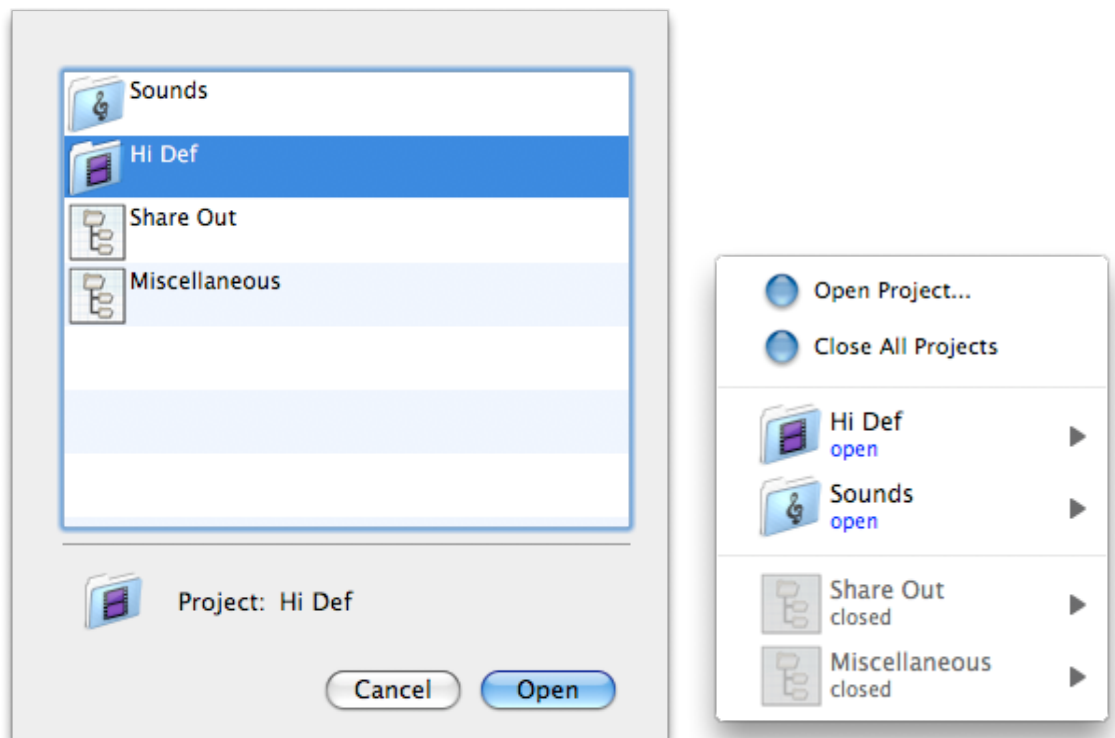 Sounds
Hi Def
Share Out
Miscellaneous
Project: Hi Def
Cancel
Open
Open Project...
Close All Projects
Hi Def
open
Sounds
open
Share Out
closed
Miscellaneous
closed